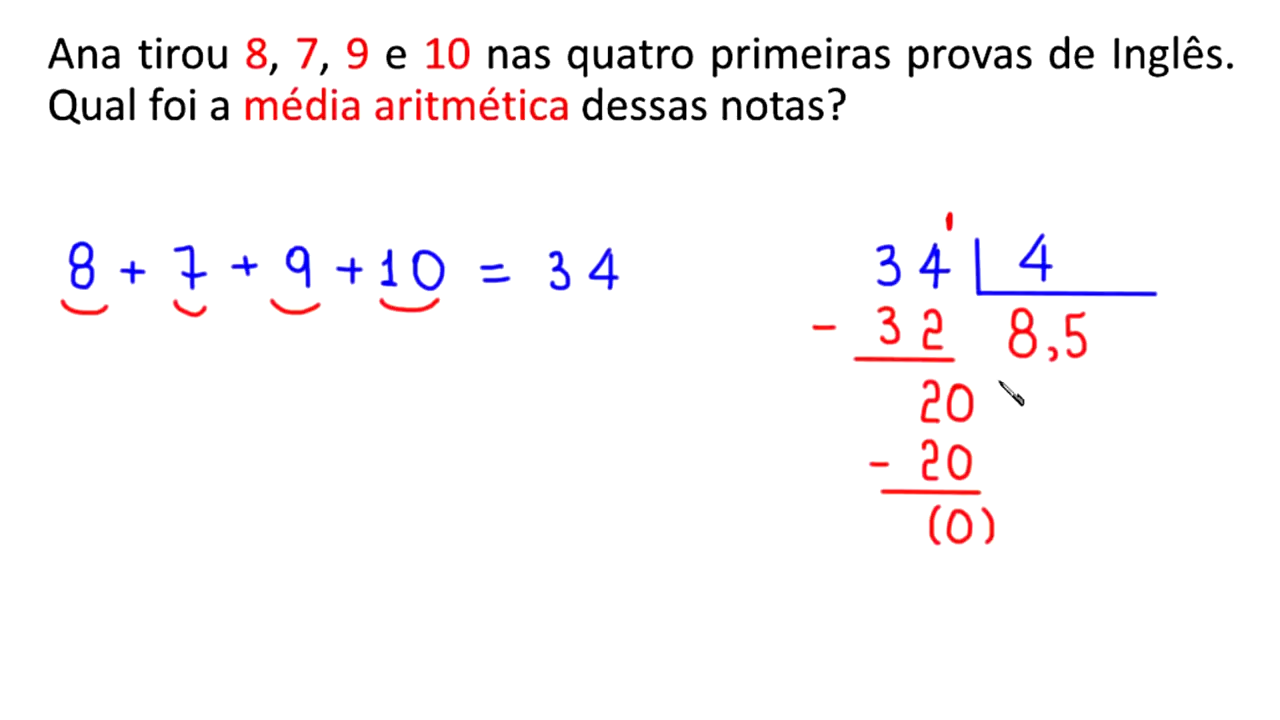 Ana tirou 8, 7, 9 e 10 nas quatro primeiras provas de Inglês.
Qual foi a média aritmética dessas notas?
8 + 7 + 9 + 10 = 34
34 4
- 32 8,5
20
- 20
(0)